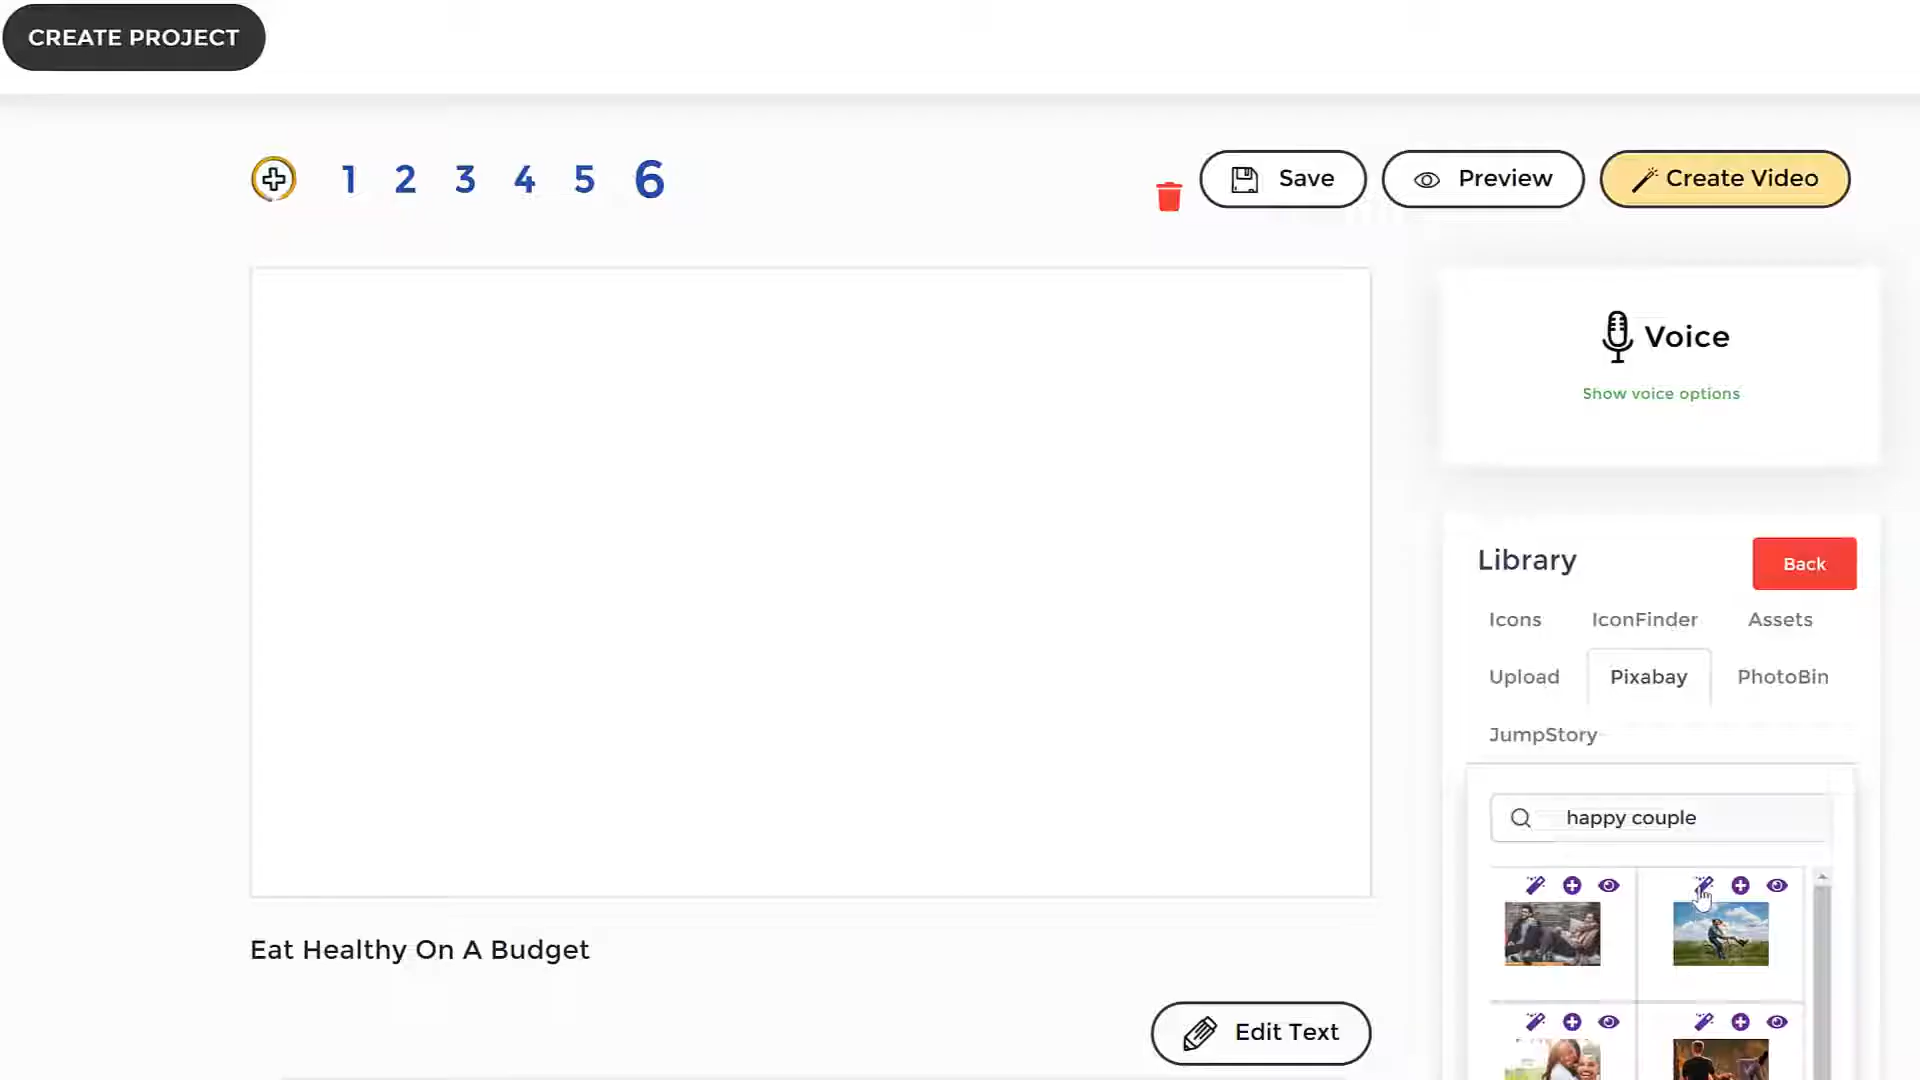 CREATE PROJECT
1 2 3 4 5 6
Save
Preview
Create Video
Voice
Show voice options
Library
Back
Icons
IconFinder
Assets
Upload
Pixabay
PhotoBin
JumpStory
happy couple
Eat Healthy On A Budget
Edit Text